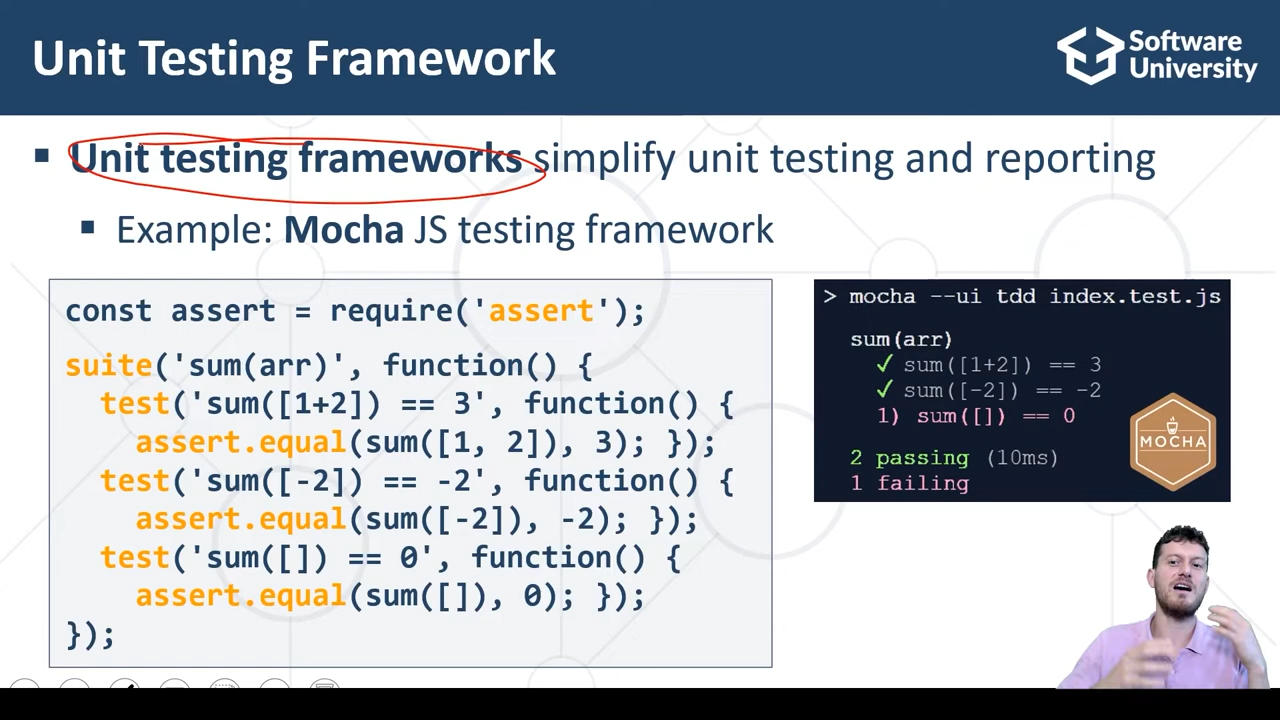 Unit Testing Framework
Software
University
▪ Unit testing frameworks simplify unit testing and reporting
▪ Example: Mocha JS testing framework
const assert = require('assert');
suite('sum(arr)', function() {
test('sum([1+2]) == 3', function() {
assert.equal(sum([1, 2]), 3); });
test('sum([-2]) == -2', function() {
assert.equal(sum([-2]), -2); });
test('sum([]) == 0', function() {
assert.equal(sum([]), 0); });
});
> mocha --ui tdd index.test.js
sum(arr)
✓ sum([1+2]) == 3
✓ sum([-2]) == -2
1) sum([]) == 0
2 passing (10ms)
1 failing
MOCHA